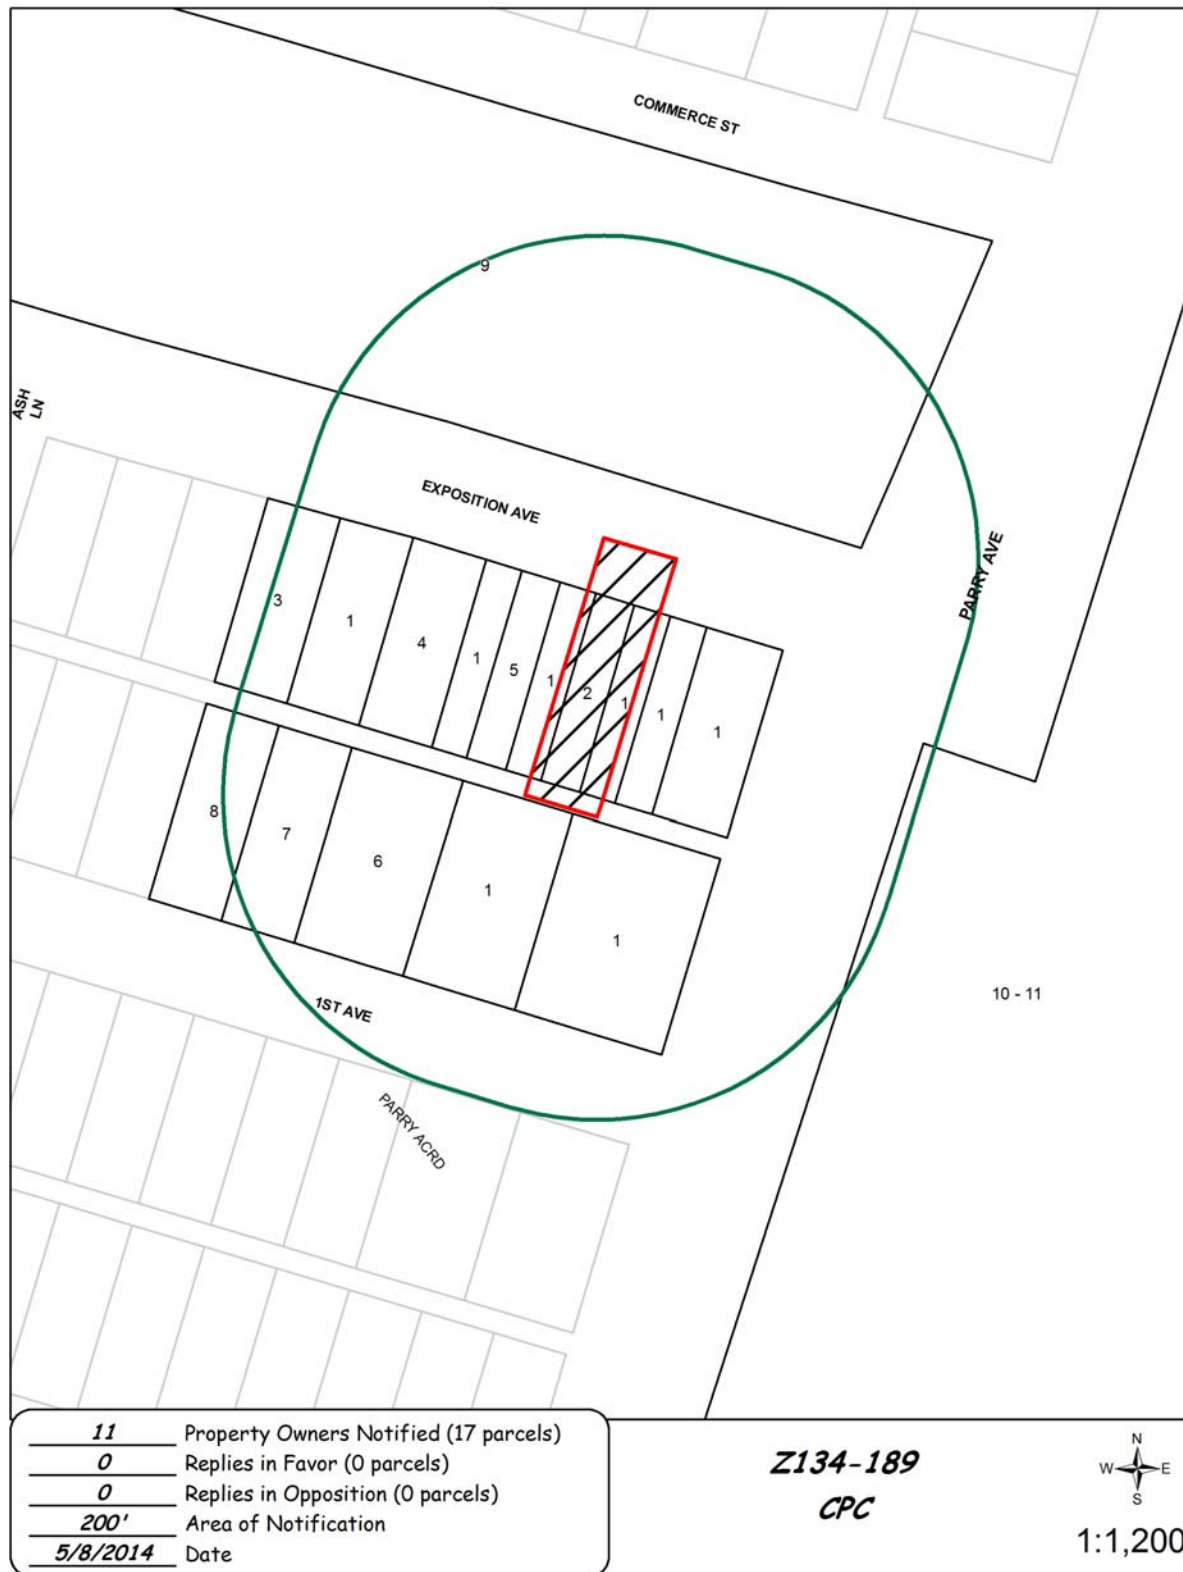 COMMERCE ST
9
ASH
LN
EXPOSITION AVE
PARRY AVE
3
1
4
1
5
1
2
1
1
1
8
7
6
1
1
10 - 11
1ST AVE
PARRY ACRD
11 Property Owners Notified (17 parcels)
0 Replies in Favor (0 parcels)
0 Replies in Opposition (0 parcels)
200' Area of Notification
5/8/2014 Date
Z134-189
CPC
N
W E
S
1:1,200